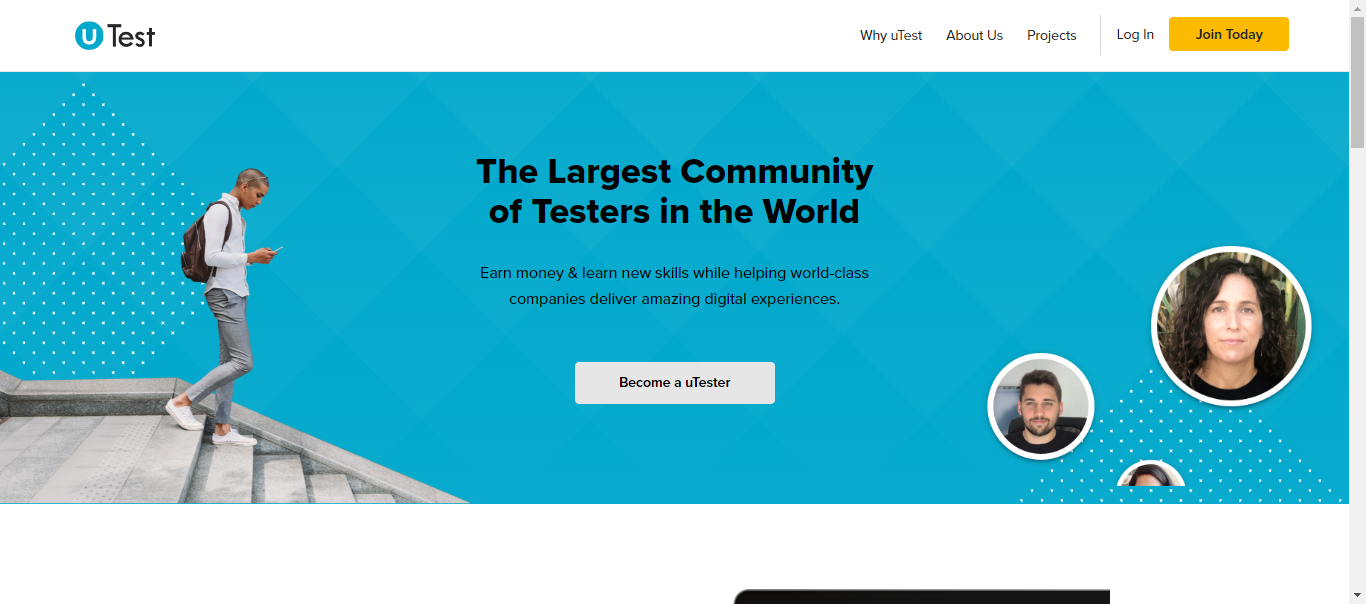 uTest
Why uTest
About Us
Projects
Log In
Join Today
The Largest Community
of Testers in the World
Earn money & learn new skills while helping world-class
companies deliver amazing digital experiences.
Become a uTester